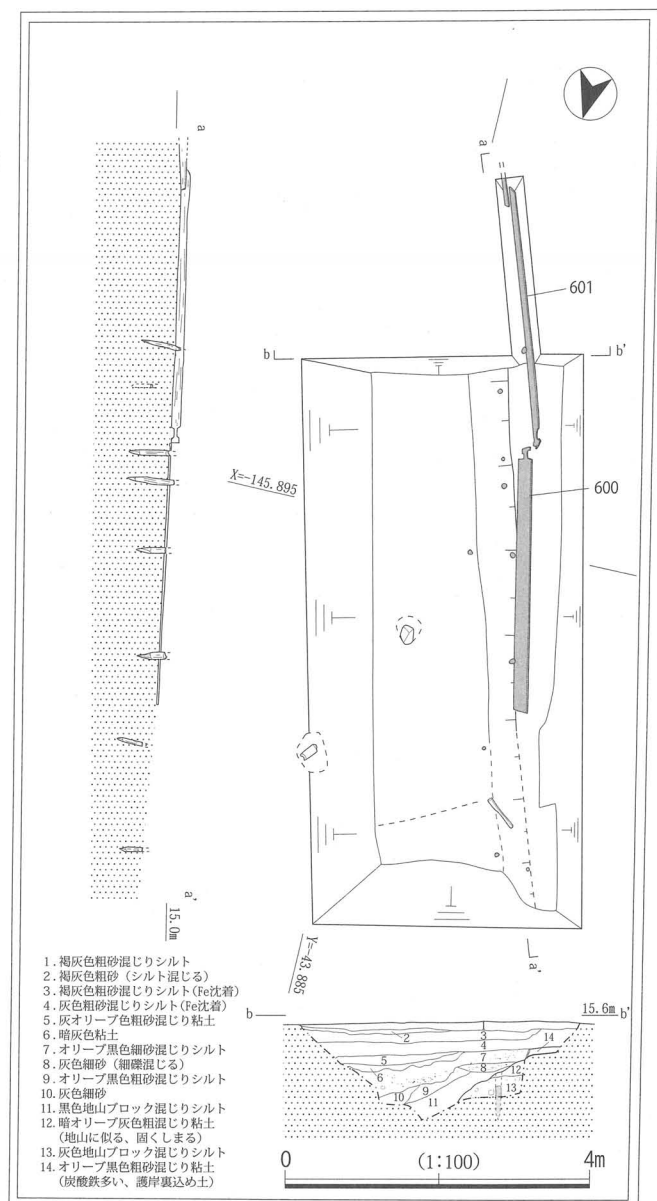 a
a
601
b
b'
600
X=-145.895
a'
15.0m
a'
Y=-43.885
1.褐灰色粗砂混じりシルト
2.褐灰色粗砂（シルト混じる）
3.褐灰色粗砂混じりシルト(Fe沈着)
4.灰色粗砂混じりシルト(Fe沈着)
5.灰オリーブ色粗砂混じり粘土
6.暗灰色粘土
7.オリーブ黒色細砂混じりシルト
8.灰色細砂（細礫混じる）
9.オリーブ黒色粗砂混じりシルト
10.灰色細砂
11.黒色地山ブロック混じりシルト
12.暗オリーブ灰色粗混じり粘土
（地山に似る、固くしまる）
13.灰色地山ブロック混じりシルト
14.オリーブ黒色粗砂混じり粘土
（炭酸鉄多い、護岸裏込め土）
b
15.6m b'
1
2
3
4
14
5
7
6
8
12
9
13
10
11
0 (1:100) 4m